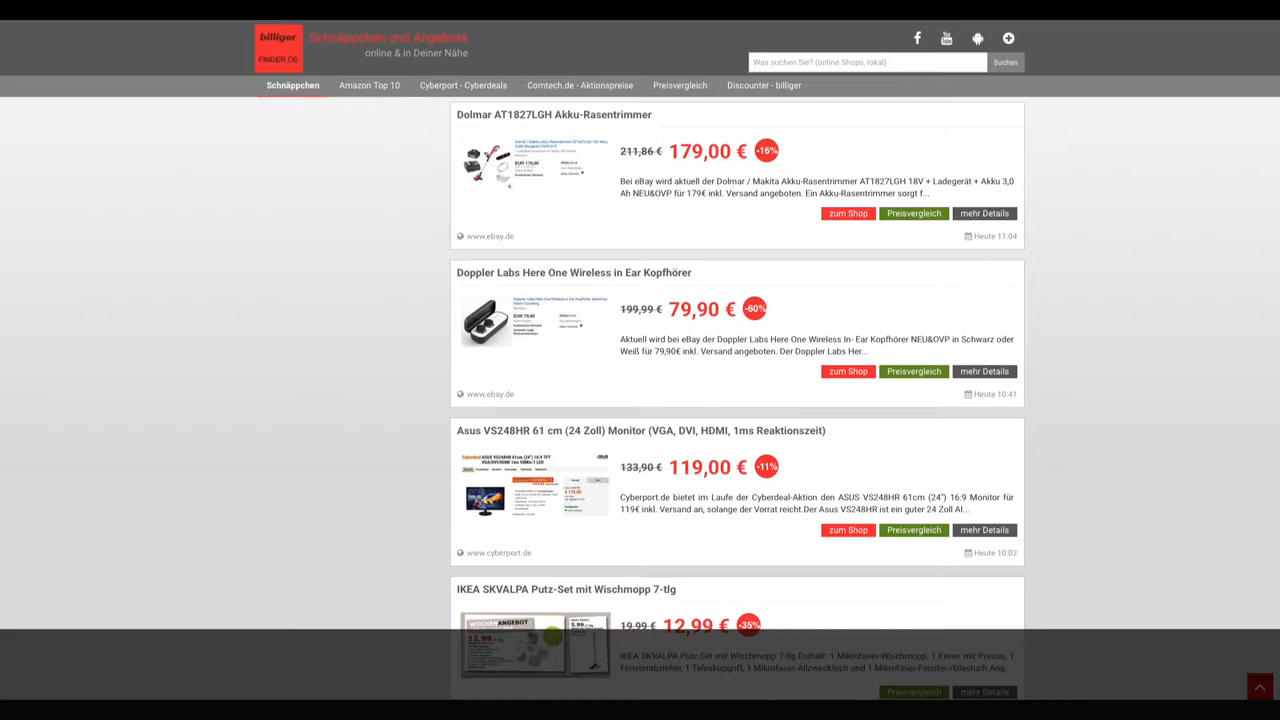 billiger
FINDER.DE
Schnäppchen und Angebote
online & in Deiner Nähe
Was suchen Sie? (online Shops, lokal)
Suchen
Schnäppchen
Amazon Top 10
Cyberport - Cyberdeals
Comtech.de - Aktionspreise
Preisvergleich
Discounter - billiger
Dolmar AT1827LGH Akku-Rasentrimmer
211,86 € 179,00 € -16%
Bei eBay wird aktuell der Dolmar / Makita Akku-Rasentrimmer AT1827LGH 18V + Ladegerät + Akku 3,0
Ah NEU&OVP für 179€ inkl. Versand angeboten. Ein Akku-Rasentrimmer sorgt f...
zum Shop
Preisvergleich
mehr Details
www.ebay.de
Heute 11:04
Doppler Labs Here One Wireless in Ear Kopfhörer
199,99 € 79,90 € -60%
Aktuell wird bei eBay der Doppler Labs Here One Wireless In- Ear Kopfhörer NEU&OVP in Schwarz oder
Weiß für 79,90€ inkl. Versand angeboten. Der Doppler Labs Her...
zum Shop
Preisvergleich
mehr Details
www.ebay.de
Heute 10:41
Asus VS248HR 61 cm (24 Zoll) Monitor (VGA, DVI, HDMI, 1ms Reaktionszeit)
133,90 € 119,00 € -11%
Cyberport.de bietet im Laufe der Cyberdeal-Aktion den ASUS VS248HR 61cm (24") 16:9 Monitor für
119€ inkl. Versand an, solange der Vorrat reicht.Der Asus VS248HR ist ein guter 24 Zoll Al...
zum Shop
Preisvergleich
mehr Details
www.cyberport.de
Heute 10:02
IKEA SKVALPA Putz-Set mit Wischmopp 7-tlg
WOCHENANGEBOT
12.99
5.99
19,99 € 12,99 € -35%
IKEA SKVALPA Putz-Set mit Wischmopp 7-tlg.Enthält: 1 Mikrofaser-Wischmopp, 1 Eimer mit Presse, 1
Fensterabzieher, 1 Teleskopgriff, 1 Mikrofaser-Allzwecktuch und 1 Mikrofaser-Fenster-/Glastuch.Ang.
Preisvergleich
mehr Details